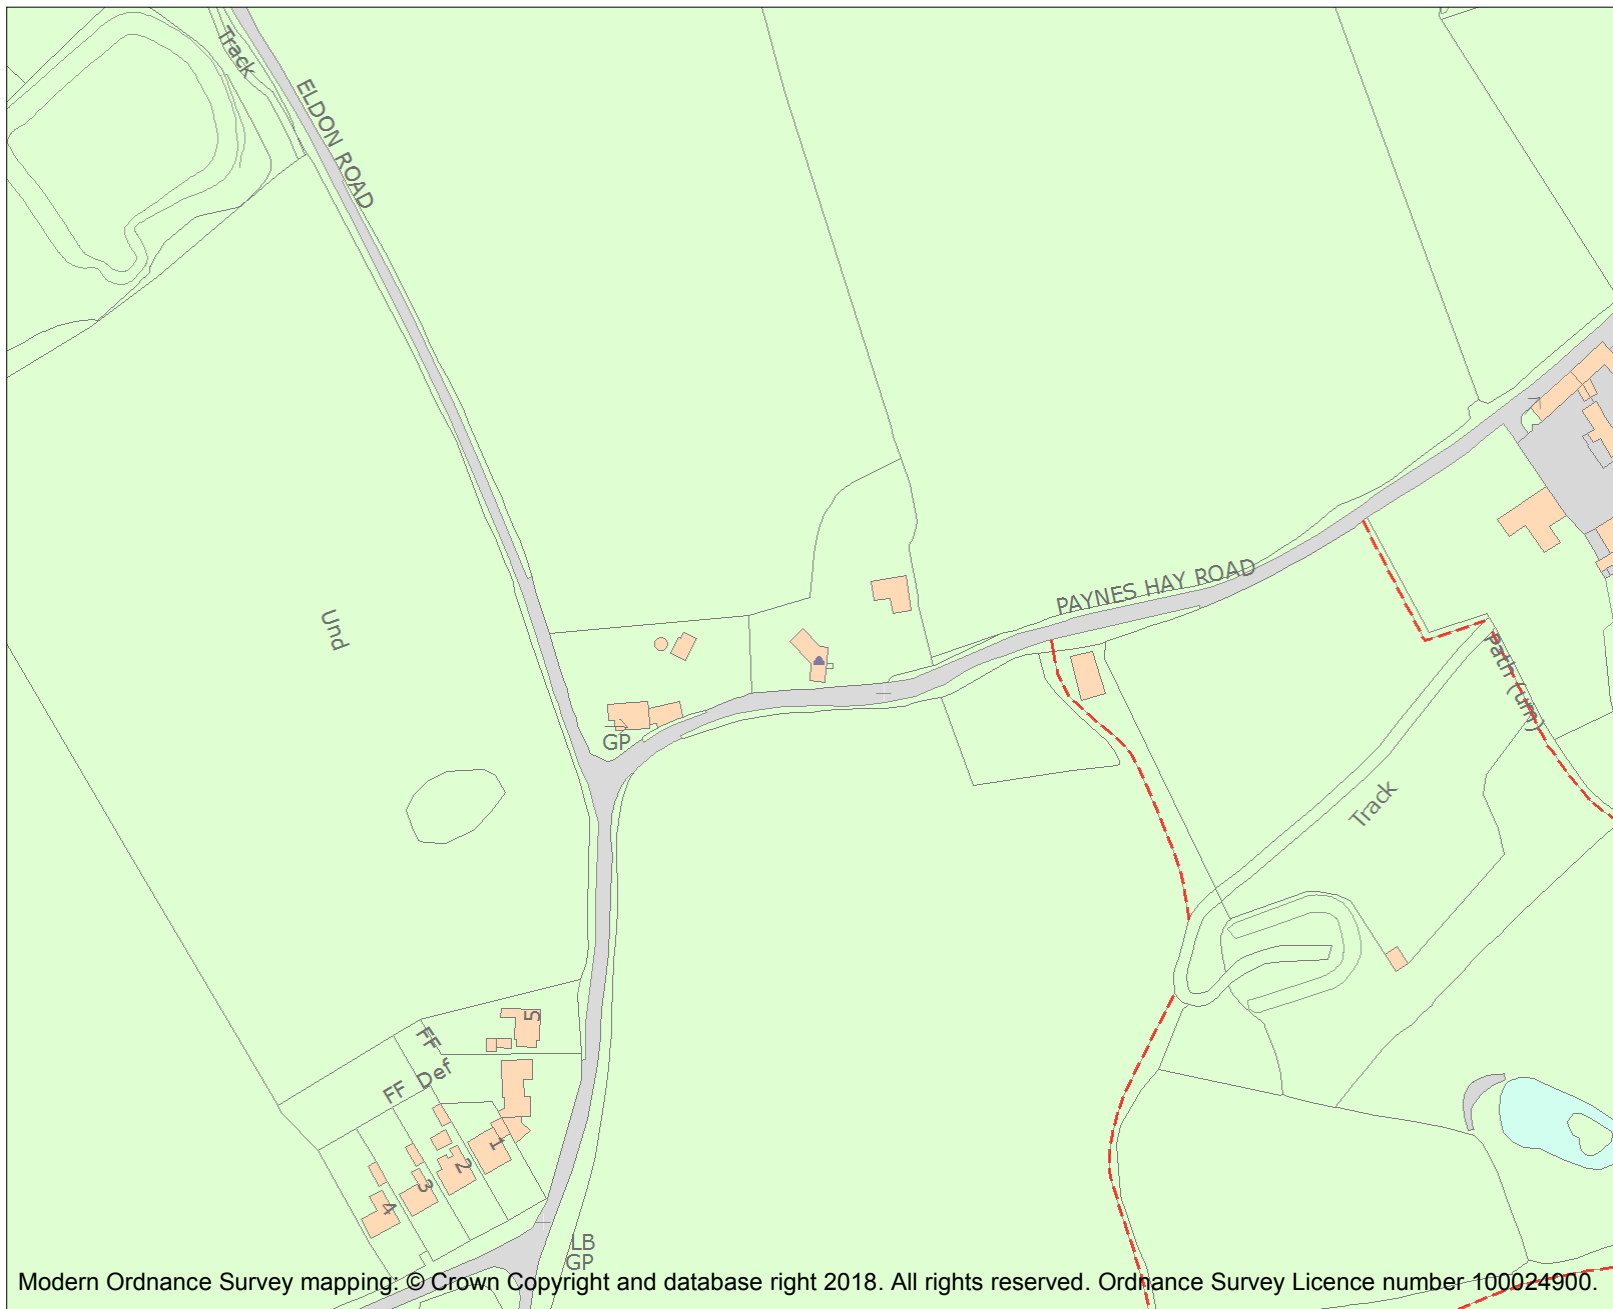 Track
ELDON ROAD
PAYNES HAY ROAD
Und
Path (um)
GP
Track
5
FF
FF Def
1
2
3
4
LB
GP
Modern Ordnance Survey mapping: © Crown Copyright and database right 2018. All rights reserved. Ordnance Survey Licence number 100024900.